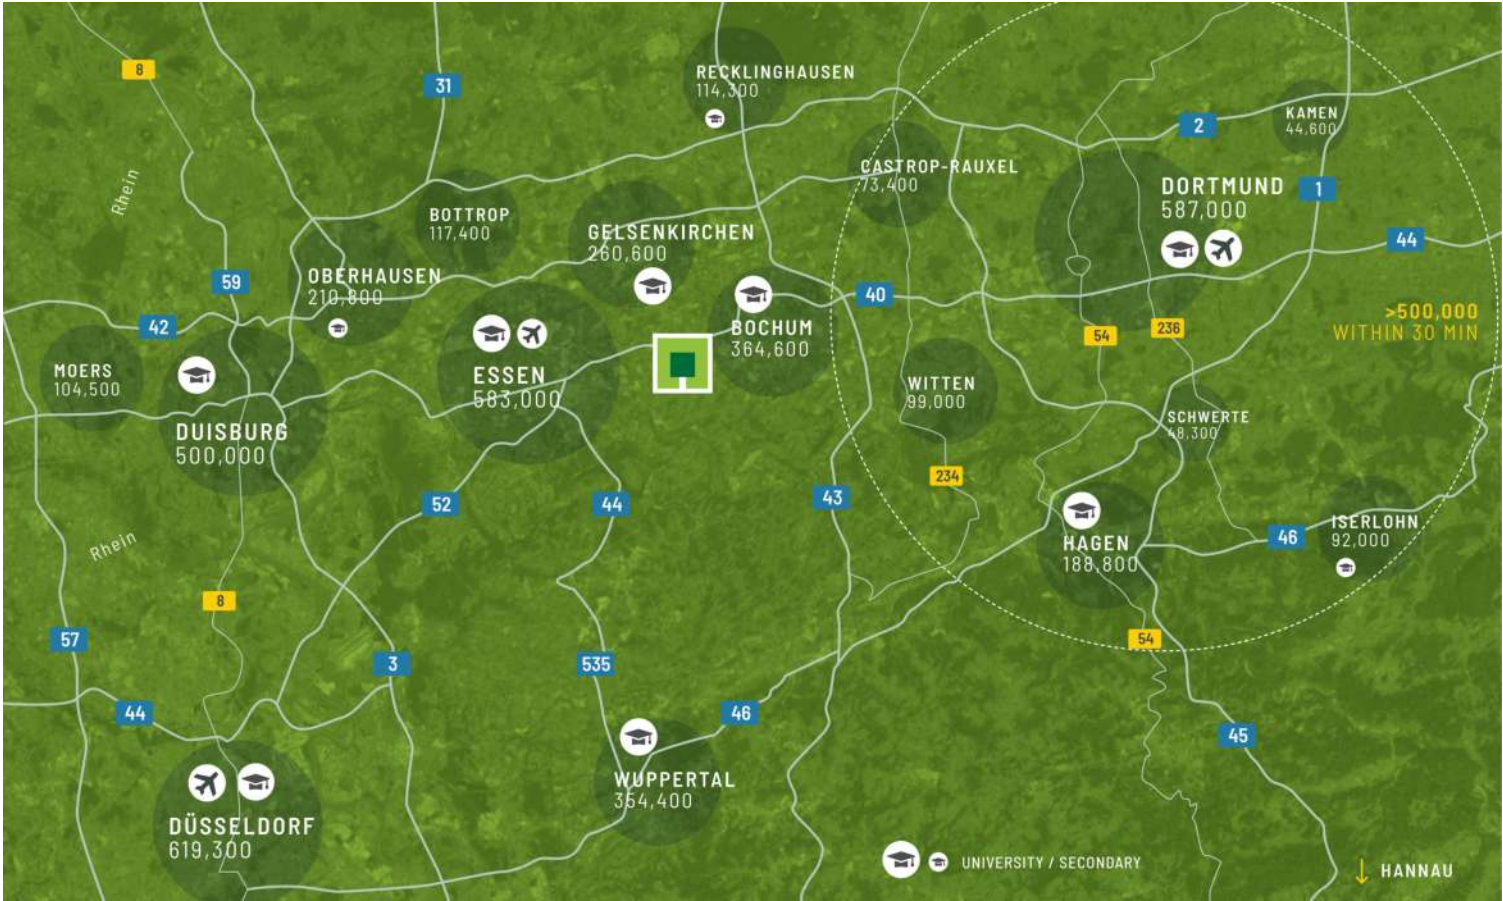 8
31
RECKLINGHAUSEN
114,300
2
KAMEN
44,600
Rhein
CASTROP-RAUXEL
73,400
DORTMUND
587,000
1
BOTTROP
117,400
GELSENKIRCHEN
260,600
44
59
OBERHAUSEN
210,800
40
>500,000
WITHIN 30 MIN
42
BOCHUM
364,600
54
236
MOERS
104,500
ESSEN
583,000
WITTEN
99,000
SCHWERTE
48,300
DUISBURG
500,000
234
52
44
43
HAGEN
188,800
46
ISERLOHN
92,000
Rhein
8
57
3
535
54
44
46
45
WUPPERTAL
354,400
DÜSSELDORF
619,300
UNIVERSITY / SECONDARY
HANNAU